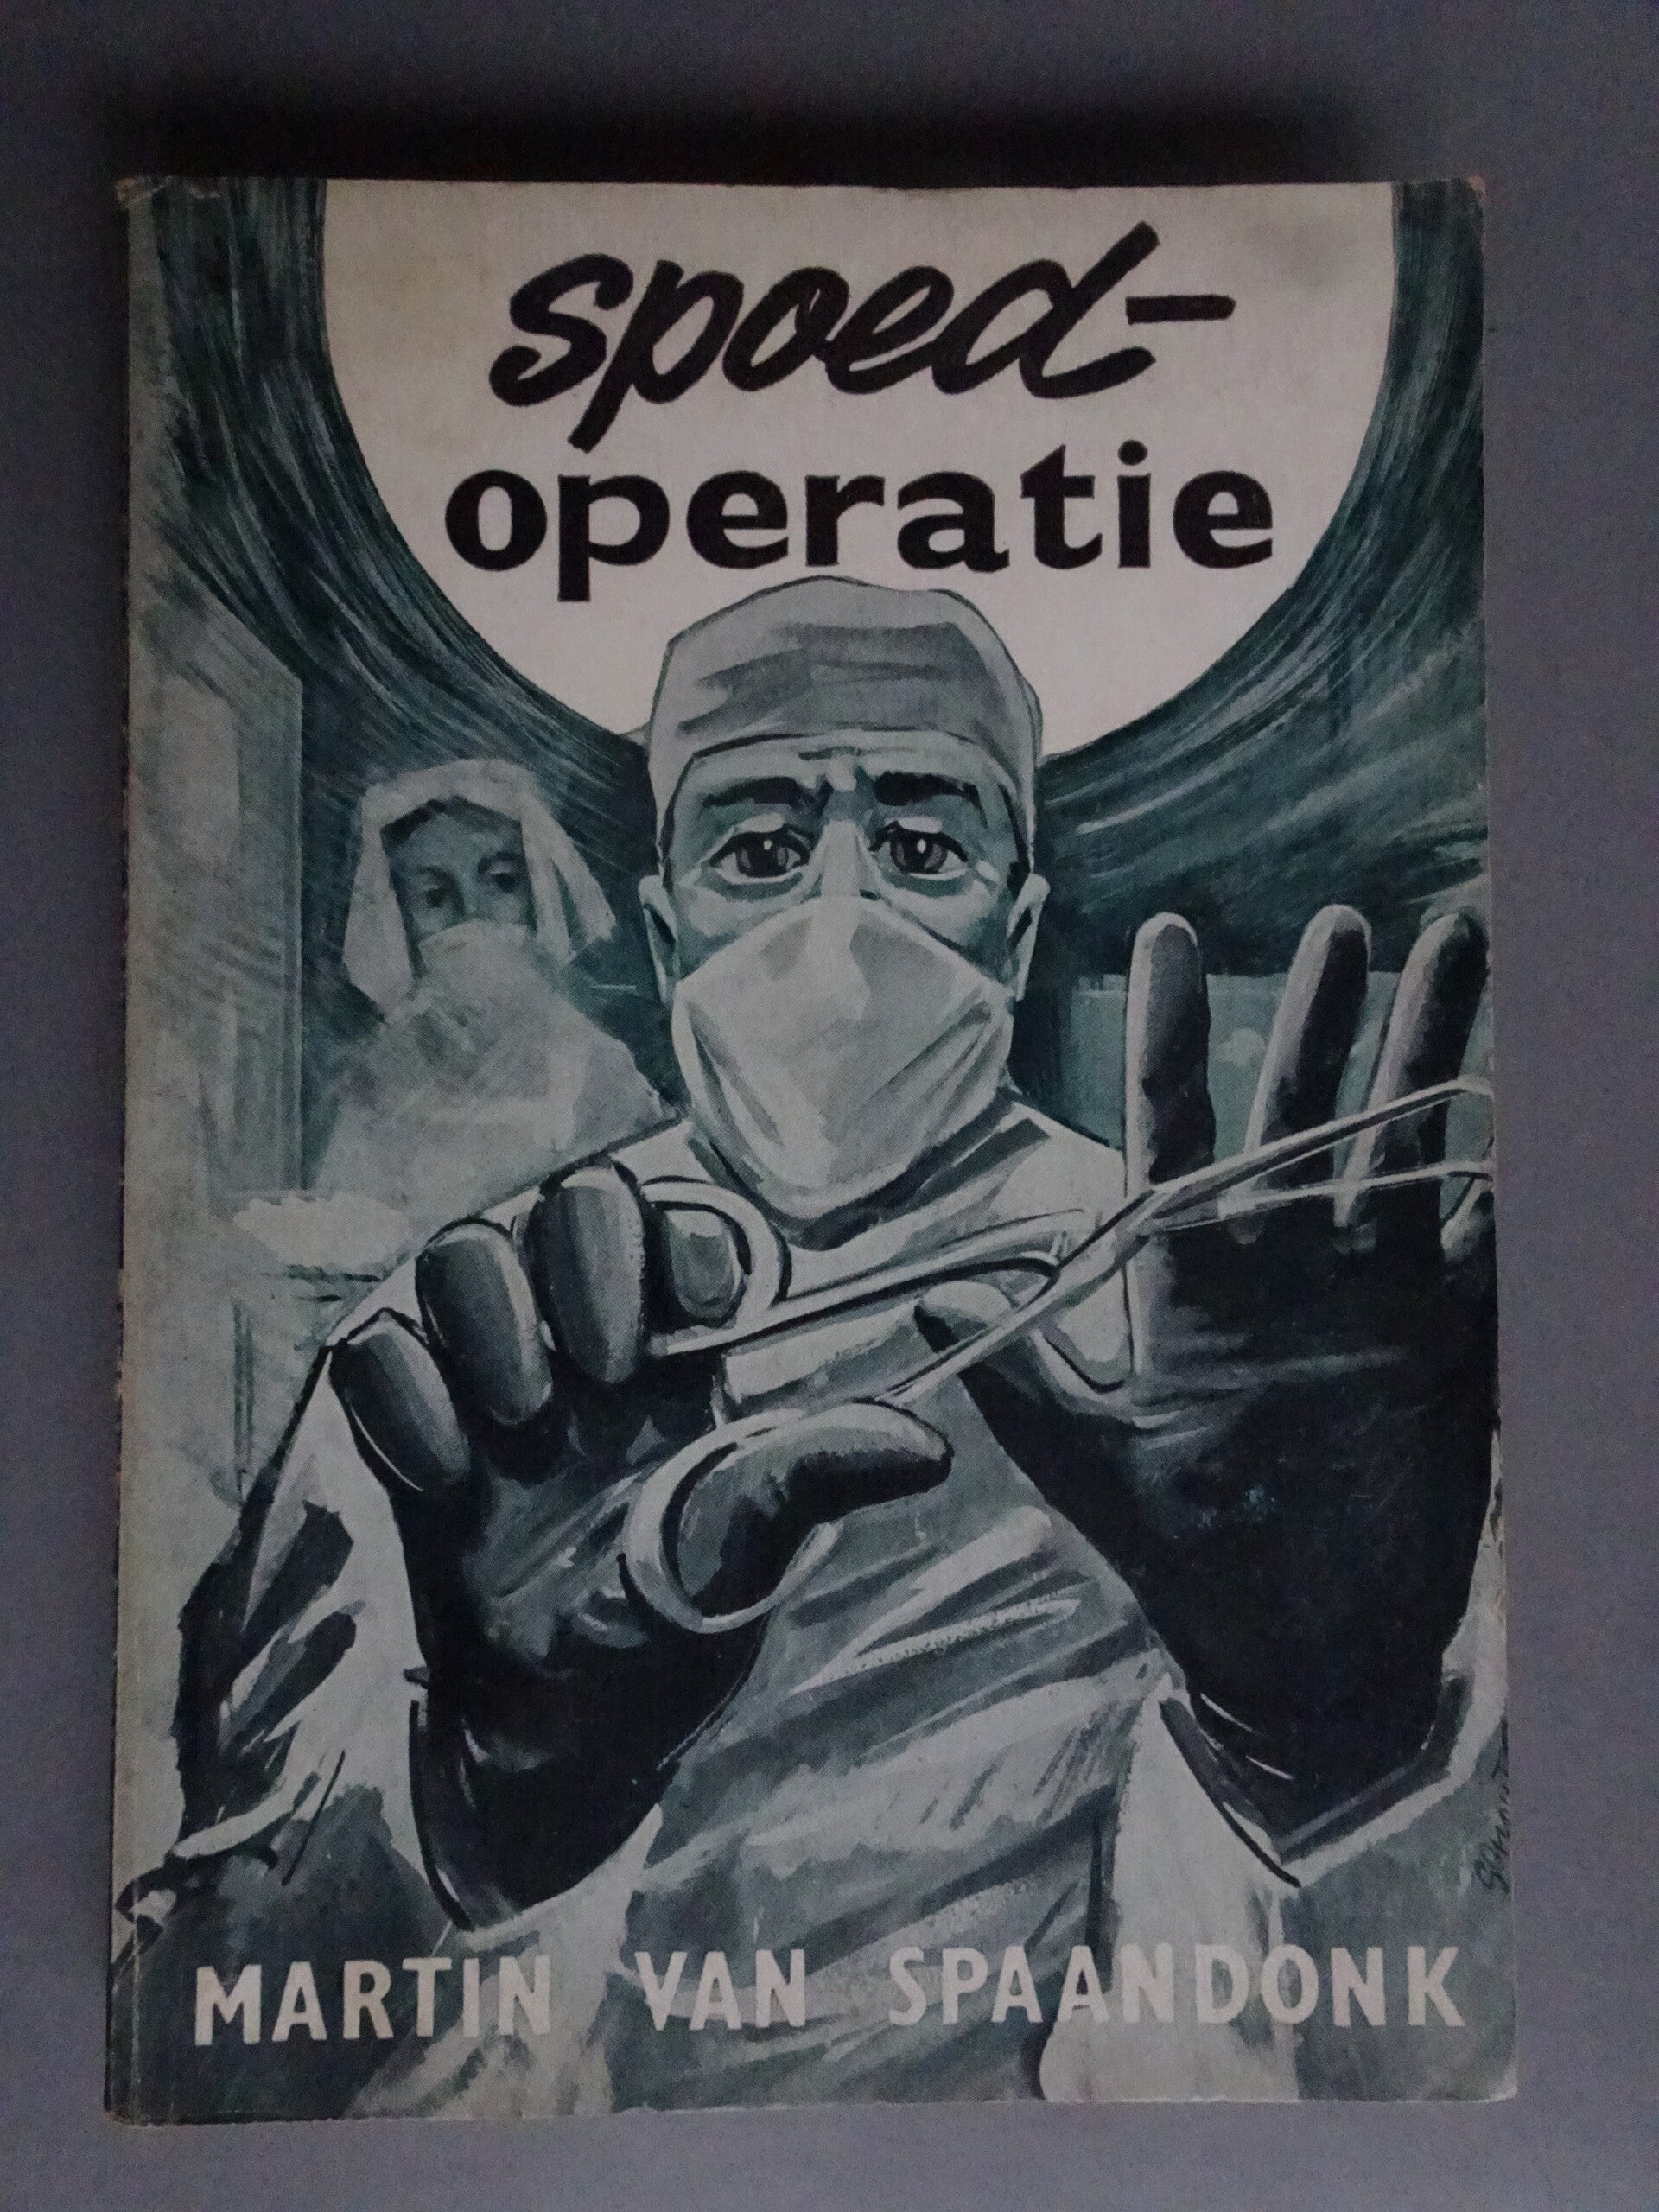 spoed-
operatie
MARTIN VAN SPAANDONK